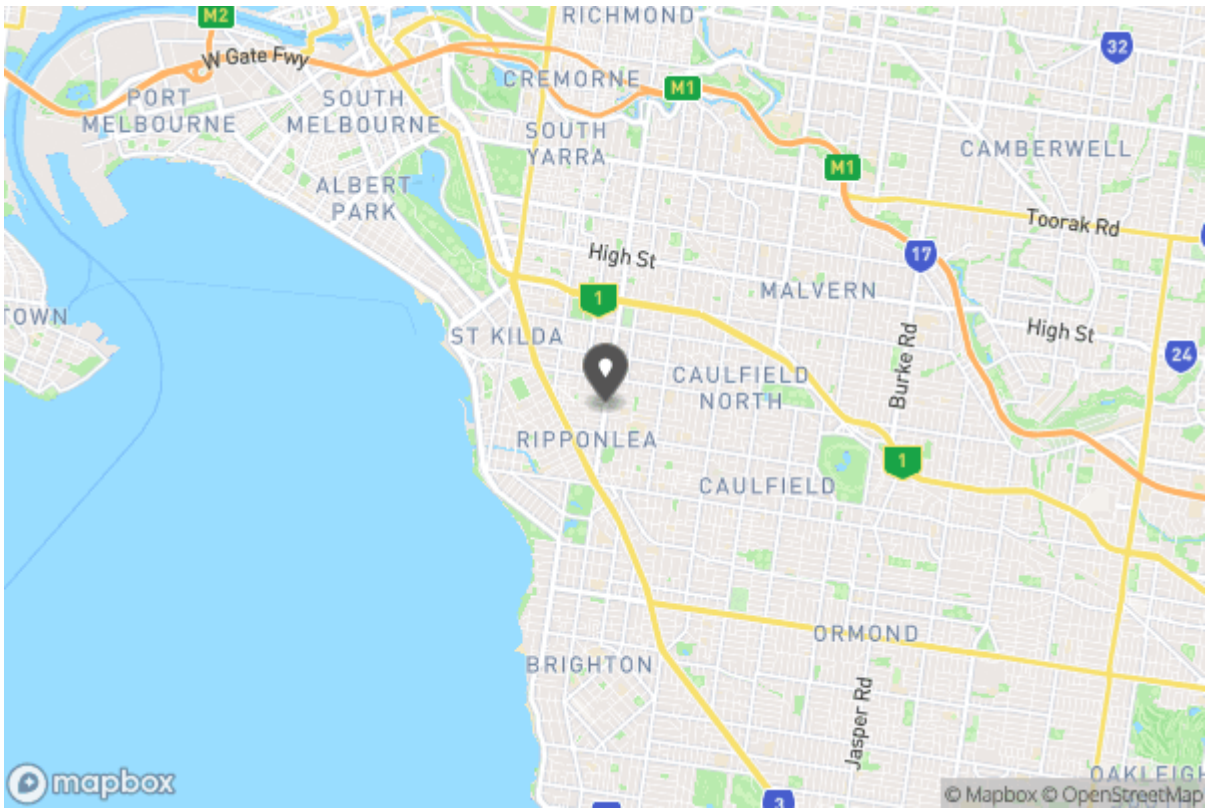 RICHMOND
M2
32
W Gate Fwy
CREMORNE
M1
PORT
MELBOURNE
SOUTH
MELBOURNE
SOUTH
YARRA
CAMBERWELL
M1
ALBERT
PARK
Toorak Rd
High St
17
MALVERN
1
TOWN
ST KILDA
High St
24
Burke Rd
CAULFIELD
NORTH
RIPPONLEA
1
CAULFIELD
ORMOND
BRIGHTON
Jasper Rd
OAKLEIGH
mapbox
© Mapbox © OpenStreetMap
3